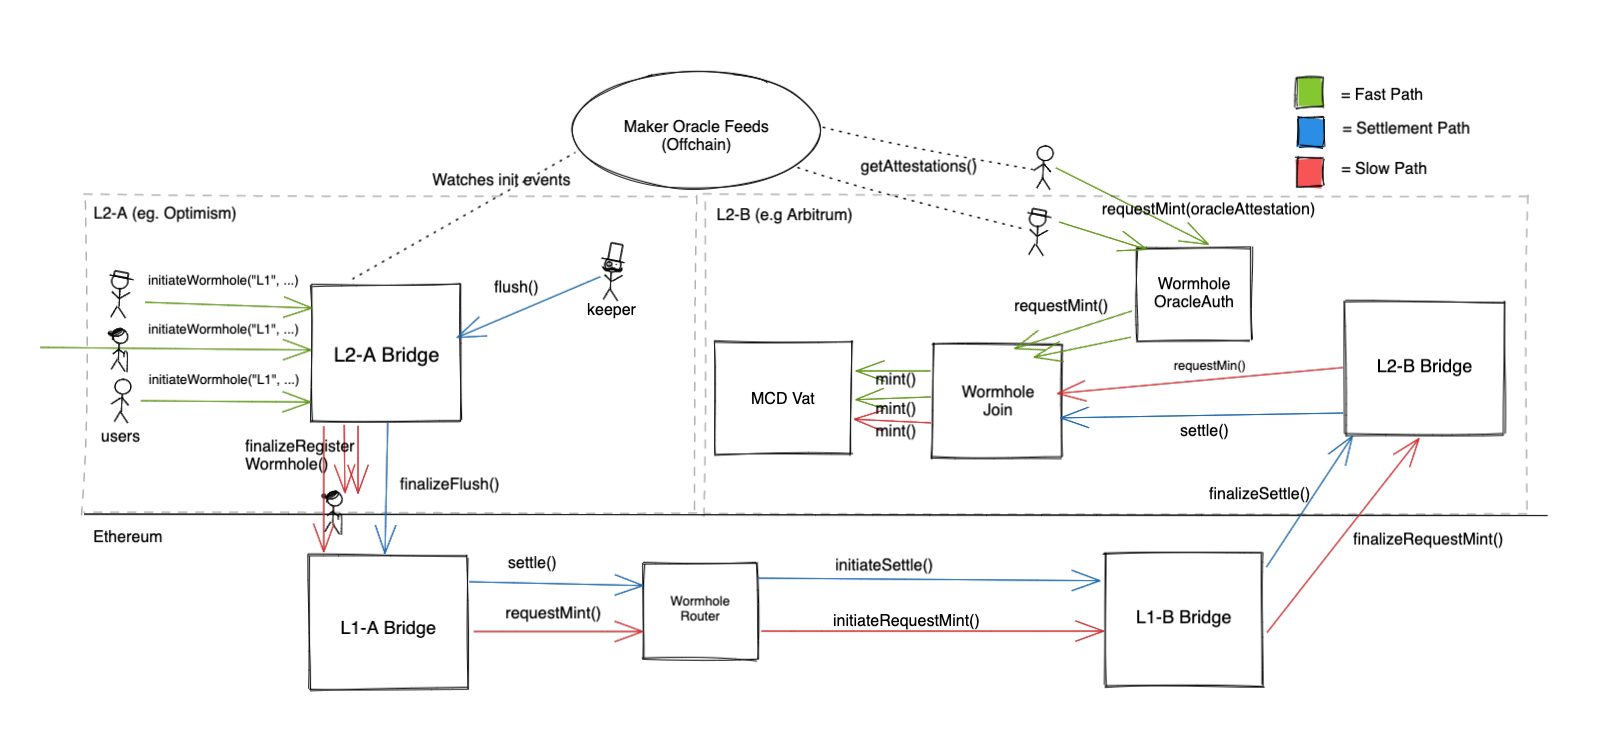 = Fast Path
= Settlement Path
= Slow Path
Maker Oracle Feeds
(Offchain)
getAttestations()
Watches init events
L2-A (eg. Optimism)
L2-B (e.g Arbitrum)
requestMint(oracleAttestation)
initiateWormhole("L1", ...)
initiateWormhole("L1", ...)
initiateWormhole("L1", ...)
users
flush()
keeper
L2-A Bridge
Wormhole
OracleAuth
requestMint()
requestMin()
L2-B Bridge
MCD Vat
mint()
mint()
mint()
Wormhole
Join
settle()
finalizeRegister
Wormhole()
finalizeFlush()
finalizeSettle()
Ethereum
finalizeRequestMint()
settle()
initiateSettle()
requestMint()
Wormhole
Router
initiateRequestMint()
L1-A Bridge
L1-B Bridge